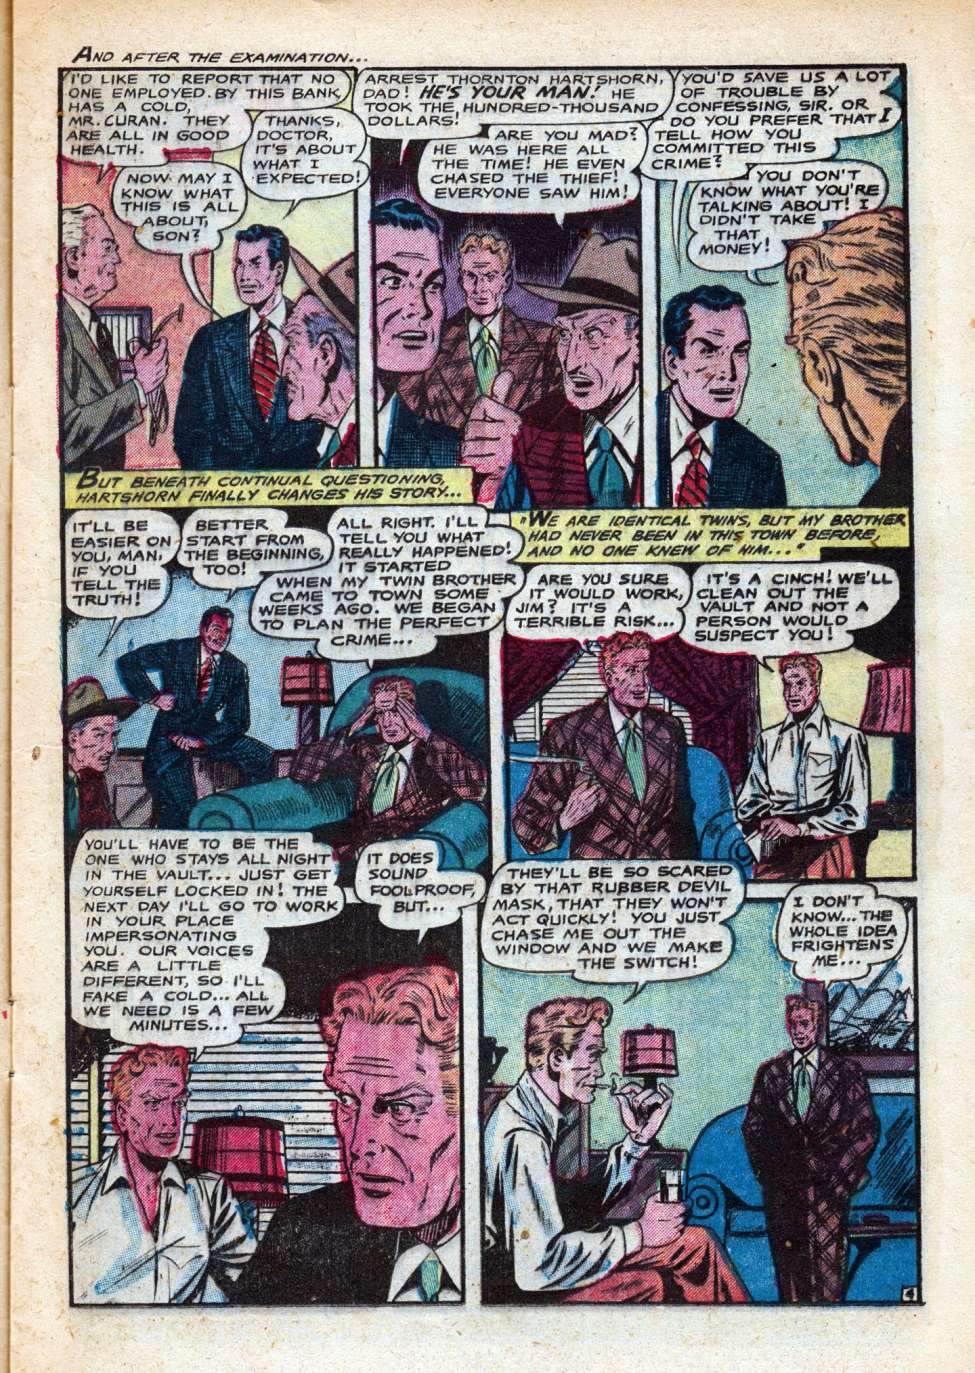 AND AFTER THE EXAMINATION...
I'D LIKE TO REPORT THAT NO
ONE EMPLOYED BY THIS BANK
HAS A COLD,
MR. CURAN. THEY
ARE ALL IN GOOD
HEALTH.
THANKS,
DOCTOR,
IT'S ABOUT
WHAT I
EXPECTED!
NOW MAY I
KNOW WHAT
THIS IS ALL
ABOUT,
SON?
ARREST THORNTON HARTSHORN,
DAD! HE'S YOUR MAN! HE
TOOK THE HUNDRED-THOUSAND
DOLLARS!
ARE YOU MAD?
HE WAS HERE ALL
THE TIME! HE EVEN
CHASED THE THIEF!
EVERYONE SAW HIM!
YOU'D SAVE US A LOT
OF TROUBLE BY
CONFESSING, SIR. OR
DO YOU PREFER THAT I
TELL HOW YOU
COMMITTED THIS
CRIME?
YOU DON'T
KNOW WHAT YOU'RE
TALKING ABOUT! I
DIDN'T TAKE
THAT
MONEY!
BUT BENEATH CONTINUAL QUESTIONING,
HARTSHORN FINALLY CHANGES HIS STORY...
IT'LL BE
EASIER ON
YOU, MAN,
IF YOU
TELL THE
TRUTH!
BETTER
START FROM
THE BEGINNING,
TOO!
ALL RIGHT. I'LL
TELL YOU WHAT
REALLY HAPPENED!
IT STARTED
WHEN MY TWIN BROTHER
CAME TO TOWN SOME
WEEKS AGO. WE BEGAN
TO PLAN THE PERFECT
CRIME...
"WE ARE IDENTICAL TWINS, BUT MY BROTHER
HAD NEVER BEEN IN THIS TOWN BEFORE,
AND NO ONE KNEW OF HIM..."
ARE YOU SURE
IT WOULD WORK,
JIM? IT'S A
TERRIBLE RISK...
IT'S A CINCH! WE'LL
CLEAN OUT THE
VAULT AND NOT A
PERSON WOULD
SUSPECT YOU!
YOU'LL HAVE TO BE THE
ONE WHO STAYS ALL NIGHT
IN THE VAULT... JUST GET
YOURSELF LOCKED IN! THE
NEXT DAY I'LL GO TO WORK
IN YOUR PLACE
IMPERSONATING
YOU. OUR VOICES
ARE A LITTLE
DIFFERENT, SO I'LL
FAKE A COLD... ALL
WE NEED IS A FEW
MINUTES...
IT DOES
SOUND
FOOLPROOF,
BUT...
THEY'LL BE SO SCARED
BY THAT RUBBER DEVIL
MASK, THAT THEY WON'T
ACT QUICKLY! YOU JUST
CHASE ME OUT THE
WINDOW AND WE MAKE
THE SWITCH!
I DON'T
KNOW... THE
WHOLE IDEA
FRIGHTENS
ME...
4